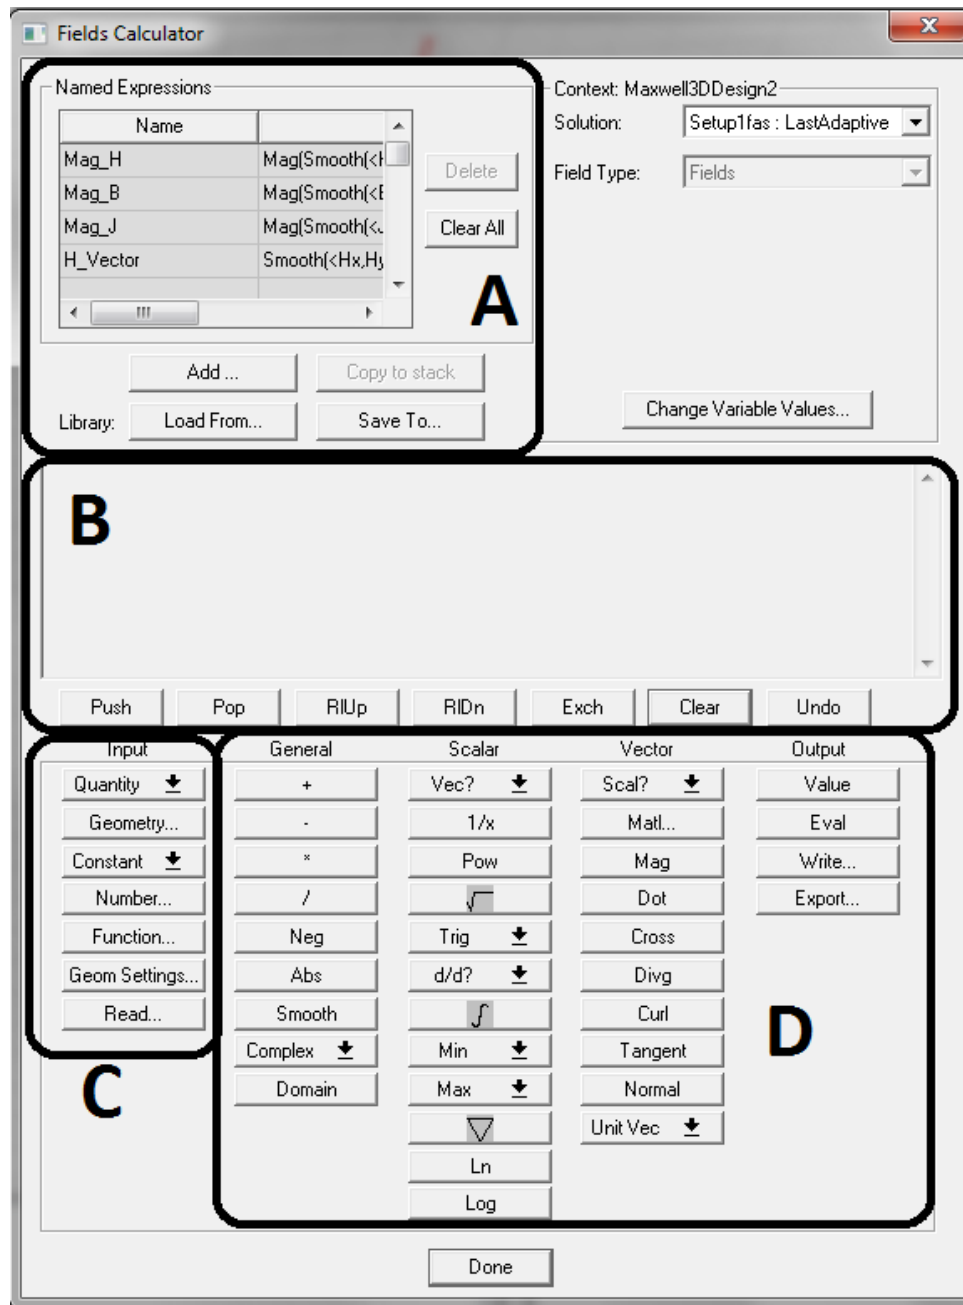 Fields Calculator
Named Expressions
Name
Mag_H Mag(Smooth(<H
Mag_B Mag(Smooth(<B
Mag_J Mag(Smooth(<J
H_Vector Smooth(<Hx,Hy
Delete
Clear All
A
Add ... Copy to stack
Library: Load From... Save To...
Context: Maxwell3DDesign2
Solution: Setup1fas : LastAdaptive
Field Type: Fields
Change Variable Values...
B
Push Pop RlUp RlDn Exch Clear Undo
Input General Scalar Vector Output
Quantity + Vec? Scal? Value
Geometry... - 1/x Matl... Eval
Constant * Pow Mag Write...
Number... / √ Dot Export...
Function... Neg Trig Cross
Geom Settings... Abs d/d? Divg
Read... Smooth ∫ Curl
Complex Min Tangent
Domain Max Normal
▽ Unit Vec
Ln
Log
C
D
Done